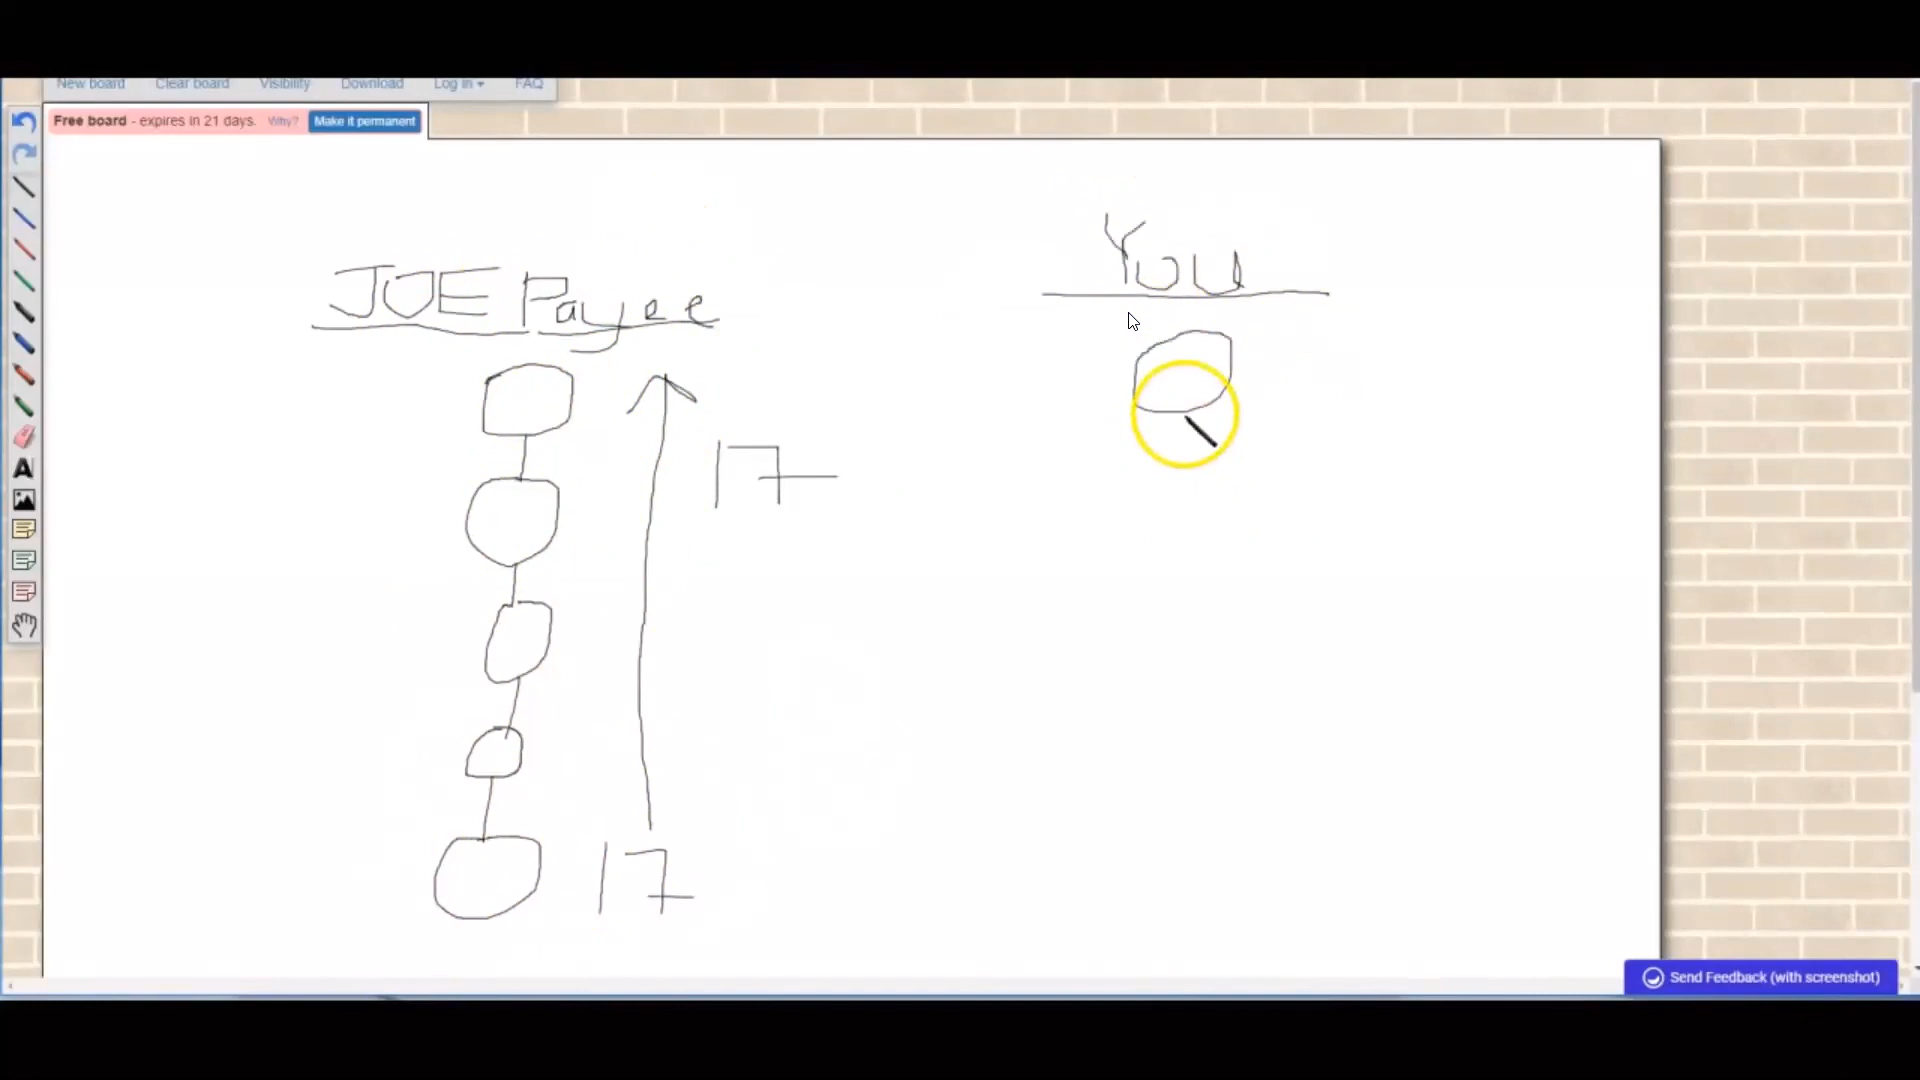 New board Clear board Visibility Download Log in FAQ
Free board - expires in 21 days. Why? Make it permanent
A
YOU
JOE Payee
17
17
Send Feedback (with screenshot)